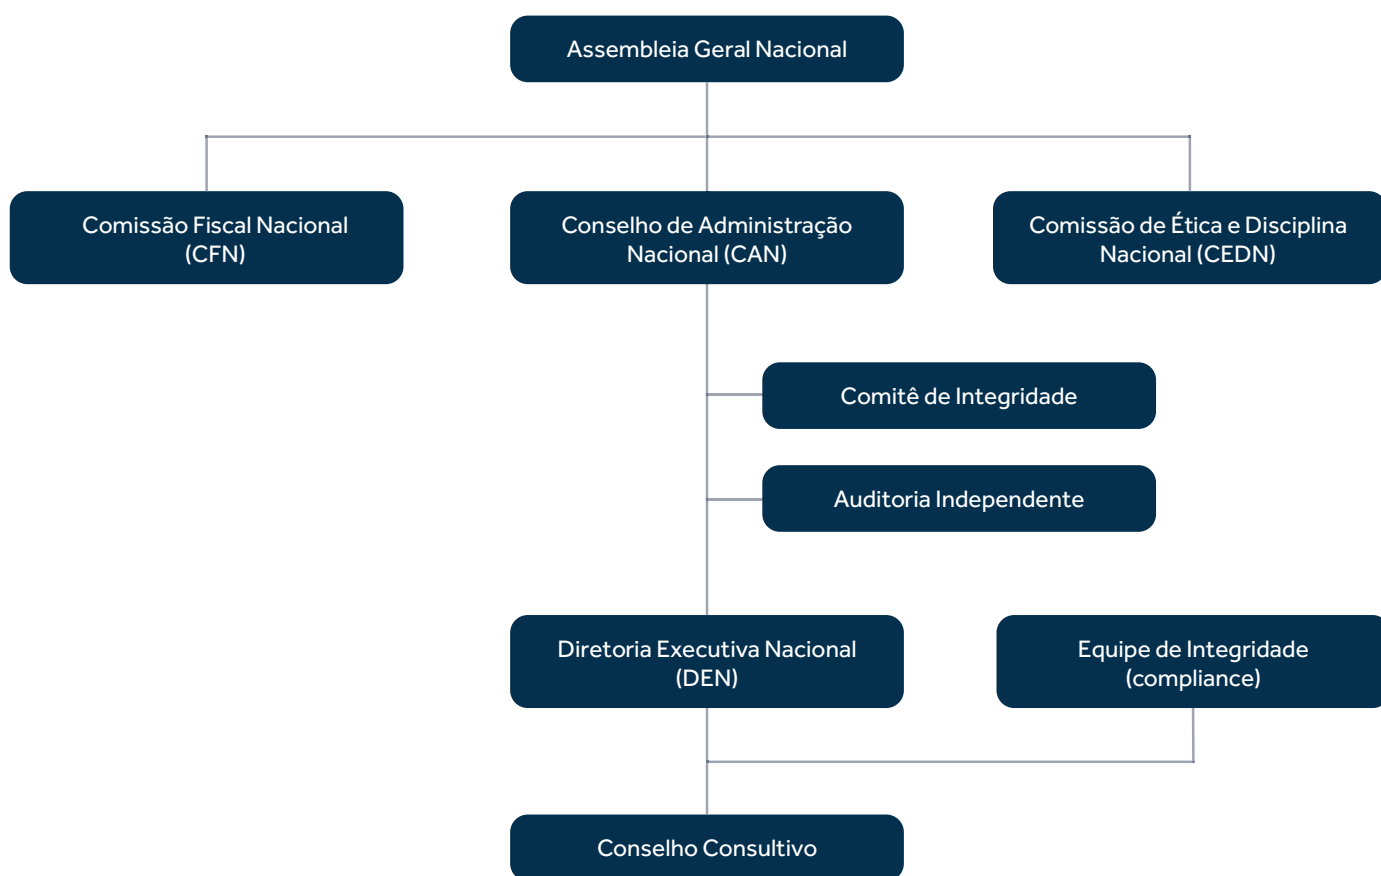 Assembleia Geral Nacional
Comissão Fiscal Nacional
(CFN)
Conselho de Administração
Nacional (CAN)
Comissão de Ética e Disciplina
Nacional (CEDN)
Comitê de Integridade
Auditoria Independente
Diretoria Executiva Nacional
(DEN)
Equipe de Integridade
(compliance)
Conselho Consultivo